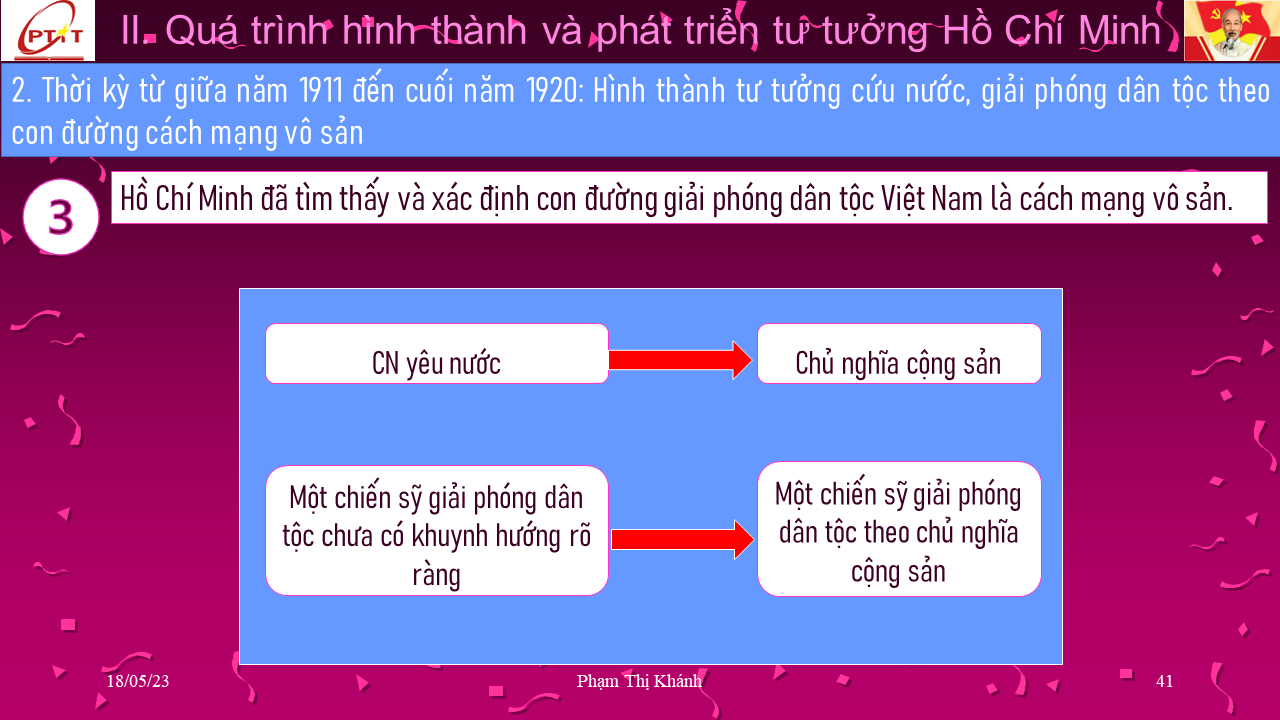 PTiT
II. Quá trình hình thành và phát triển tư tưởng Hồ Chí Minh
2. Thời kỳ từ giữa năm 1911 đến cuối năm 1920: Hình thành tư tưởng cứu nước, giải phóng dân tộc theo
con đường cách mạng vô sản
3
Hồ Chí Minh đã tìm thấy và xác định con đường giải phóng dân tộc Việt Nam là cách mạng vô sản.
CN yêu nước
Chủ nghĩa cộng sản
Một chiến sỹ giải phóng dân
tộc chưa có khuynh hướng rõ
ràng
Một chiến sỹ giải phóng
dân tộc theo chủ nghĩa
cộng sản
18/05/23
Phạm Thị Khánh
41